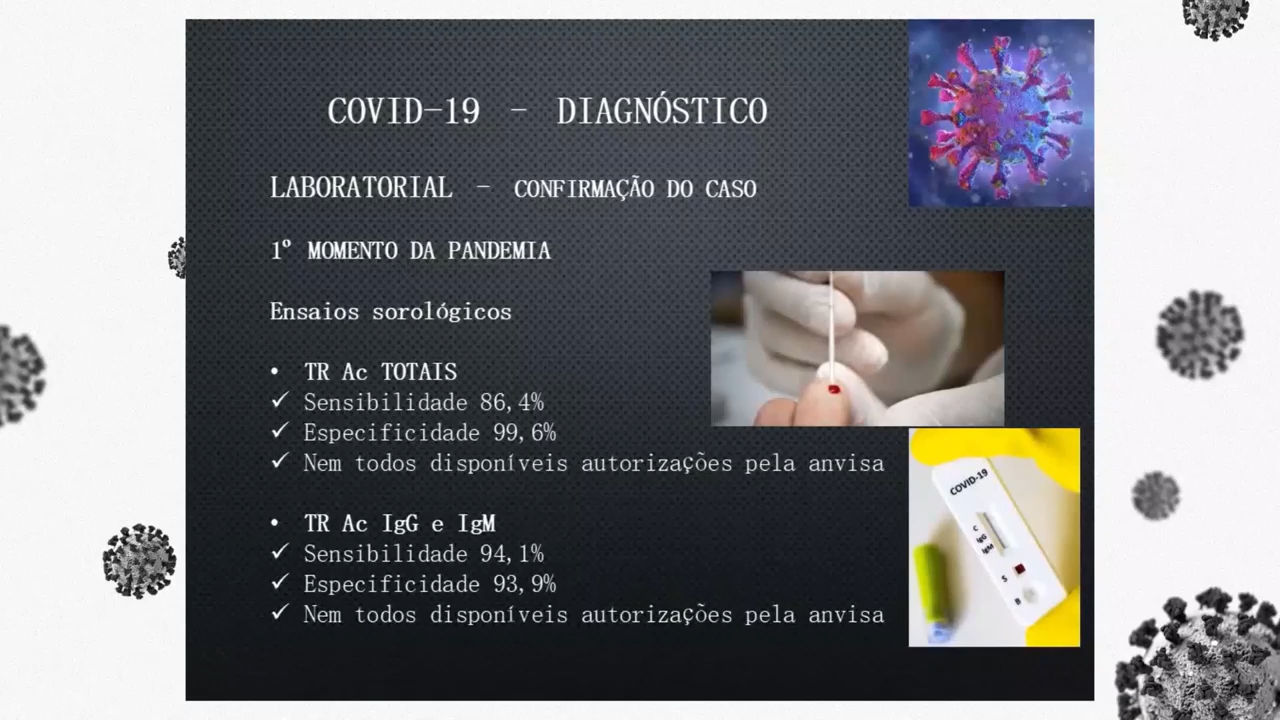 COVID-19 - DIAGNÓSTICO
LABORATORIAL - CONFIRMAÇÃO DO CASO
1º MOMENTO DA PANDEMIA
Ensaios sorológicos
• TR Ac TOTAIS
✓ Sensibilidade 86,4%
✓ Especificidade 99,6%
✓ Nem todos disponíveis autorizações pela anvisa
• TR Ac IgG e IgM
✓ Sensibilidade 94,1%
✓ Especificidade 93,9%
✓ Nem todos disponíveis autorizações pela anvisa
COVID-19
C
IgG
IgM
S
B